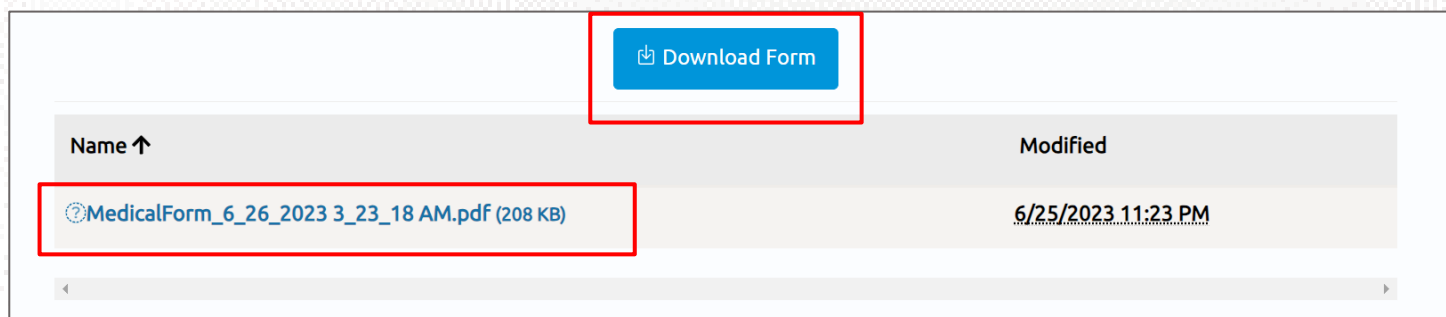 Download Form
Name
Modified
MedicalForm_6_26_2023 3_23_18 AM.pdf (208 KB)
6/25/2023 11:23 PM